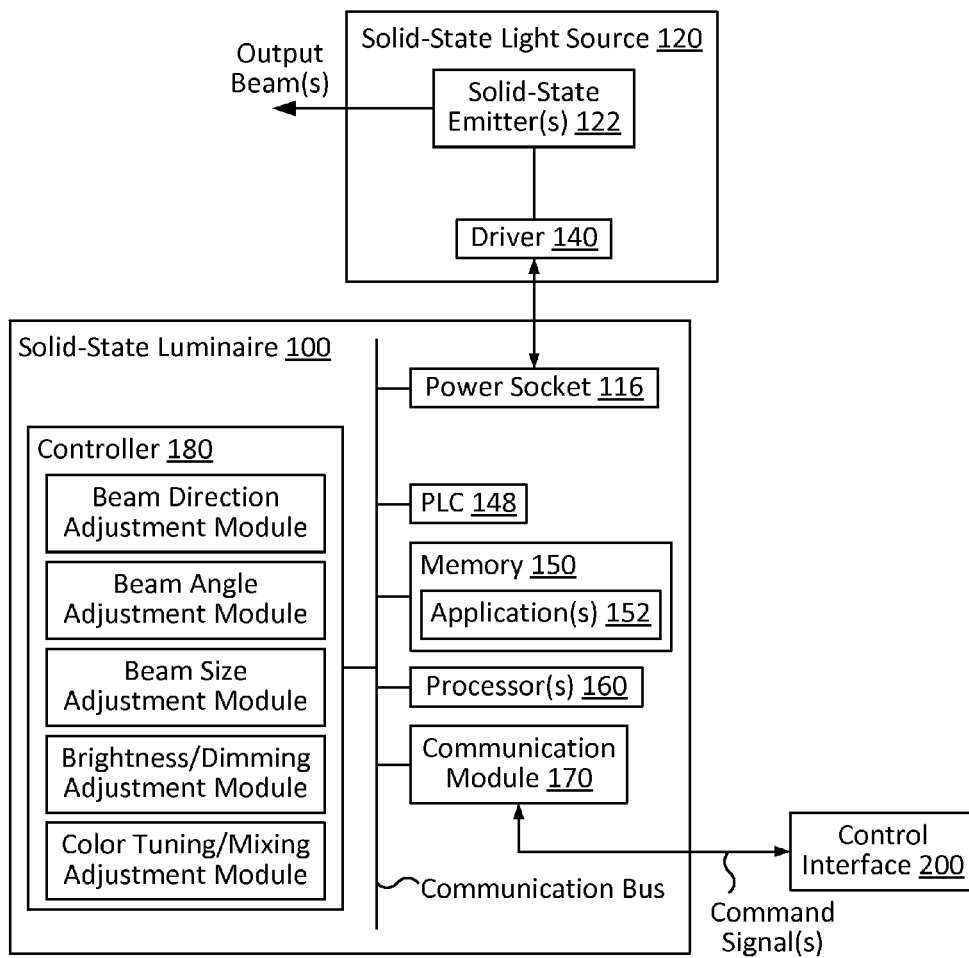 Solid-State Light Source 120
Output
Beam(s)
Solid-State
Emitter(s) 122
Driver 140
Solid-State Luminaire 100
Power Socket 116
Controller 180
Beam Direction
Adjustment Module
Beam Angle
Adjustment Module
Beam Size
Adjustment Module
Brightness/Dimming
Adjustment Module
Color Tuning/Mixing
Adjustment Module
PLC 148
Memory 150
Application(s) 152
Processor(s) 160
Communication
Module 170
Communication Bus
Control
Interface 200
Command
Signal(s)